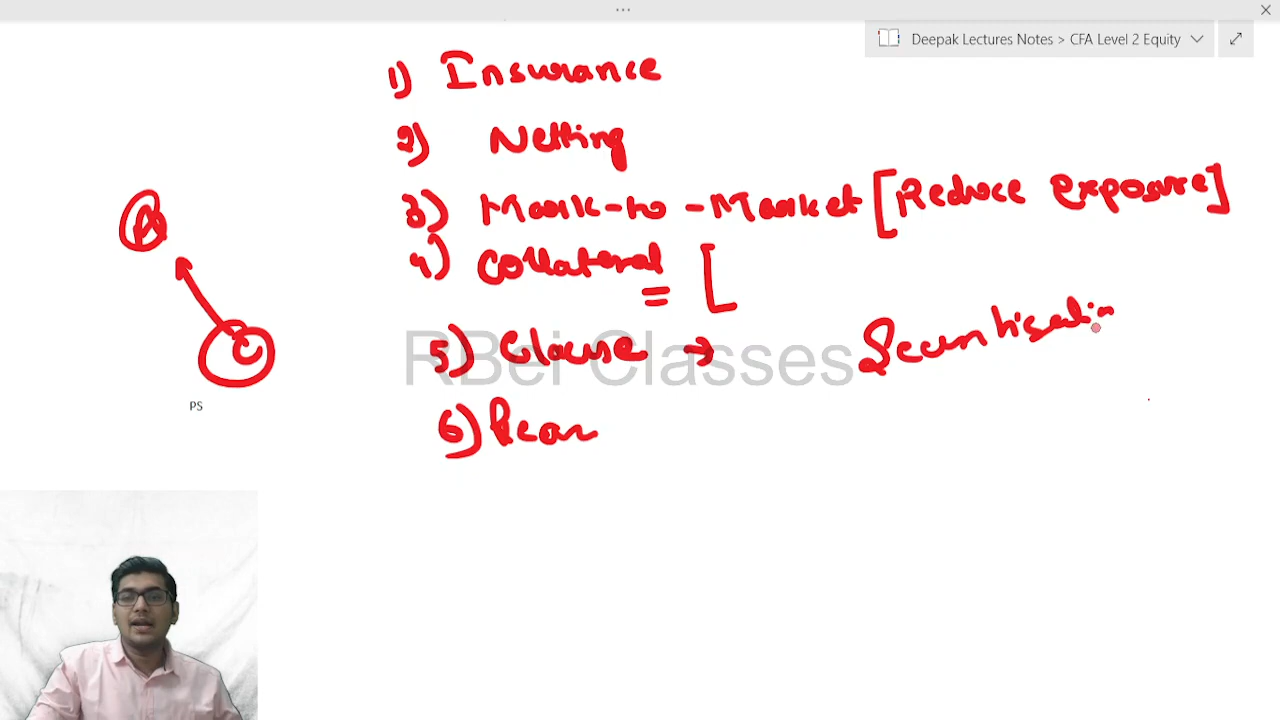 Deepak Lectures Notes > CFA Level 2 Equity
1) Insurance
2) Netting
3) Mark-to-Market [Reduce exposure]
4) Collateral [
5) Clause →
Securitisation
6)
RBei Classes
A
C
PS